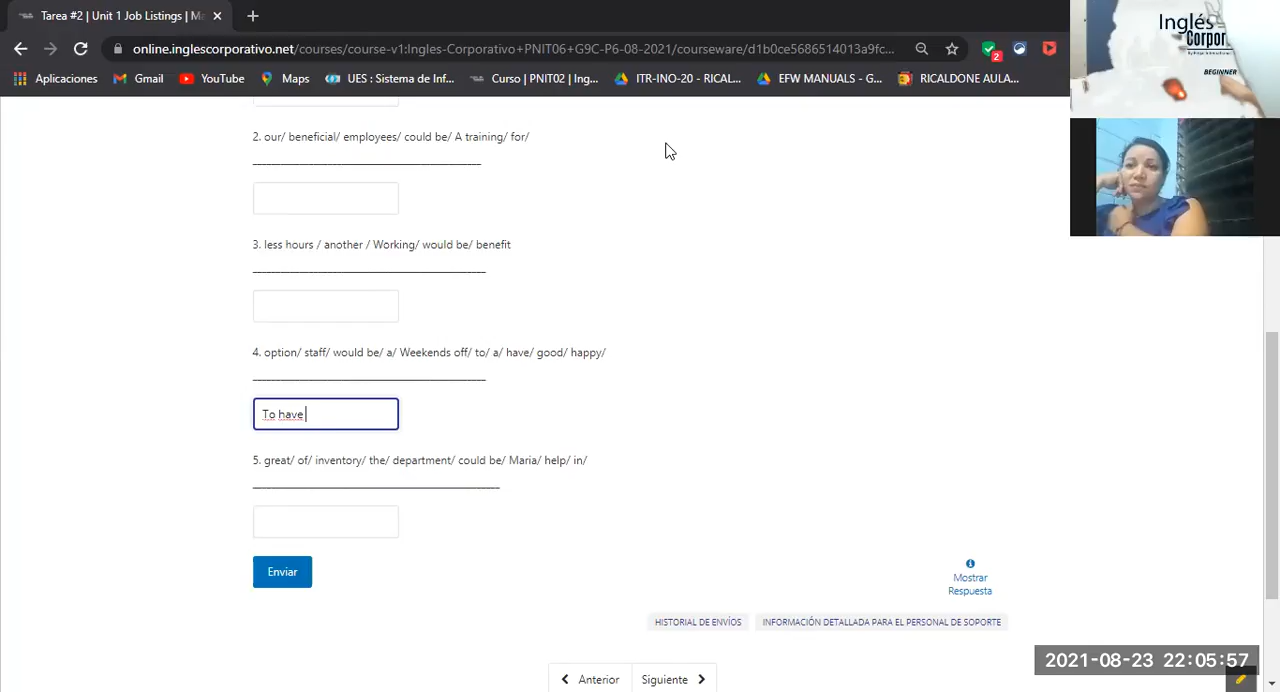 Tarea #2 | Unit 1 Job Listings | Ma
online.inglescorporativo.net/courses/course-v1:Ingles-Corporativo+PNIT06+G9C-P6-08-2021/courseware/d1b0ce5686514013a9fc...
2
Aplicaciones Gmail YouTube Maps UES : Sistema de Inf... Curso | PNIT02 | Ing... ITR-INO-20 - RICAL... EFW MANUALS - G... RICALDONE AULA...
Inglés
Corpor
BEGINNER
2. our/ beneficial/ employees/ could be/ A training/ for/
3. less hours / another / Working/ would be/ benefit
4. option/ staff/ would be/ a/ Weekends off/ to/ a/ have/ good/ happy/
To have
5. great/ of/ inventory/ the/ department/ could be/ Maria/ help/ in/
Enviar
Mostrar
Respuesta
HISTORIAL DE ENVÍOS INFORMACIÓN DETALLADA PARA EL PERSONAL DE SOPORTE
Anterior Siguiente
2021-08-23 22:05:57